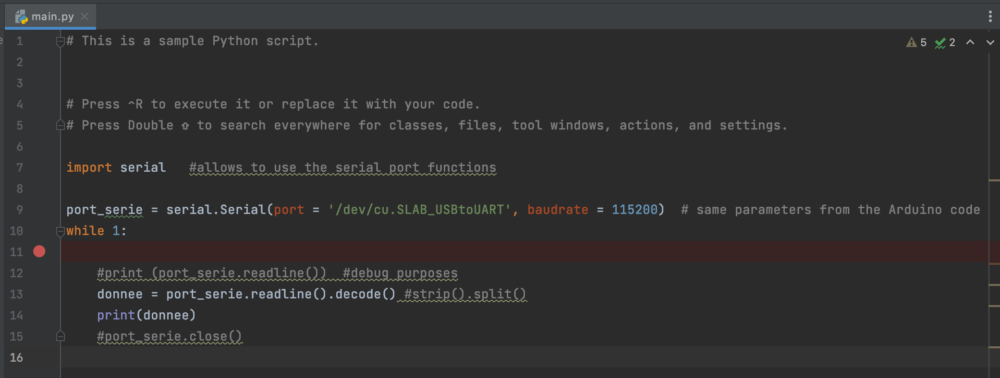 main.py
5 2
1 # This is a sample Python script.
2
3
4 # Press ^R to execute it or replace it with your code.
5 # Press Double ⇧ to search everywhere for classes, files, tool windows, actions, and settings.
6
7 import serial   #allows to use the serial port functions
8
9 port_serie = serial.Serial(port = '/dev/cu.SLAB_USBtoUART', baudrate = 115200)  # same parameters from the Arduino code
10 while 1:
11
12     #print (port_serie.readline())  #debug purposes
13     donnee = port_serie.readline().decode() #strip().split()
14     print(donnee)
15     #port_serie.close()
16